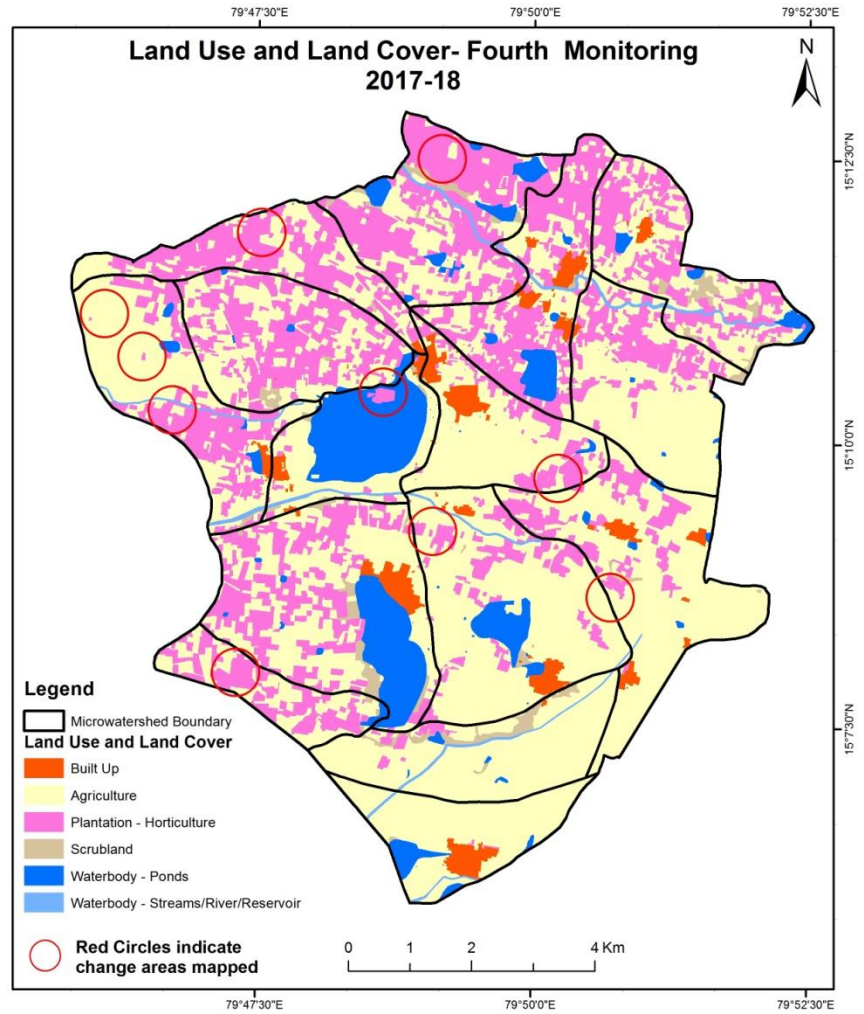 79°47'30"E
79°50'0"E
79°52'30"E
Land Use and Land Cover- Fourth Monitoring
2017-18
N
15°12'30"N
15°10'0"N
15°7'30"N
Legend
Microwatershed Boundary
Land Use and Land Cover
Built Up
Agriculture
Plantation - Horticulture
Scrubland
Waterbody - Ponds
Waterbody - Streams/River/Reservoir
Red Circles indicate
change areas mapped
0 1 2 4 Km
79°47'30"E
79°50'0"E
79°52'30"E